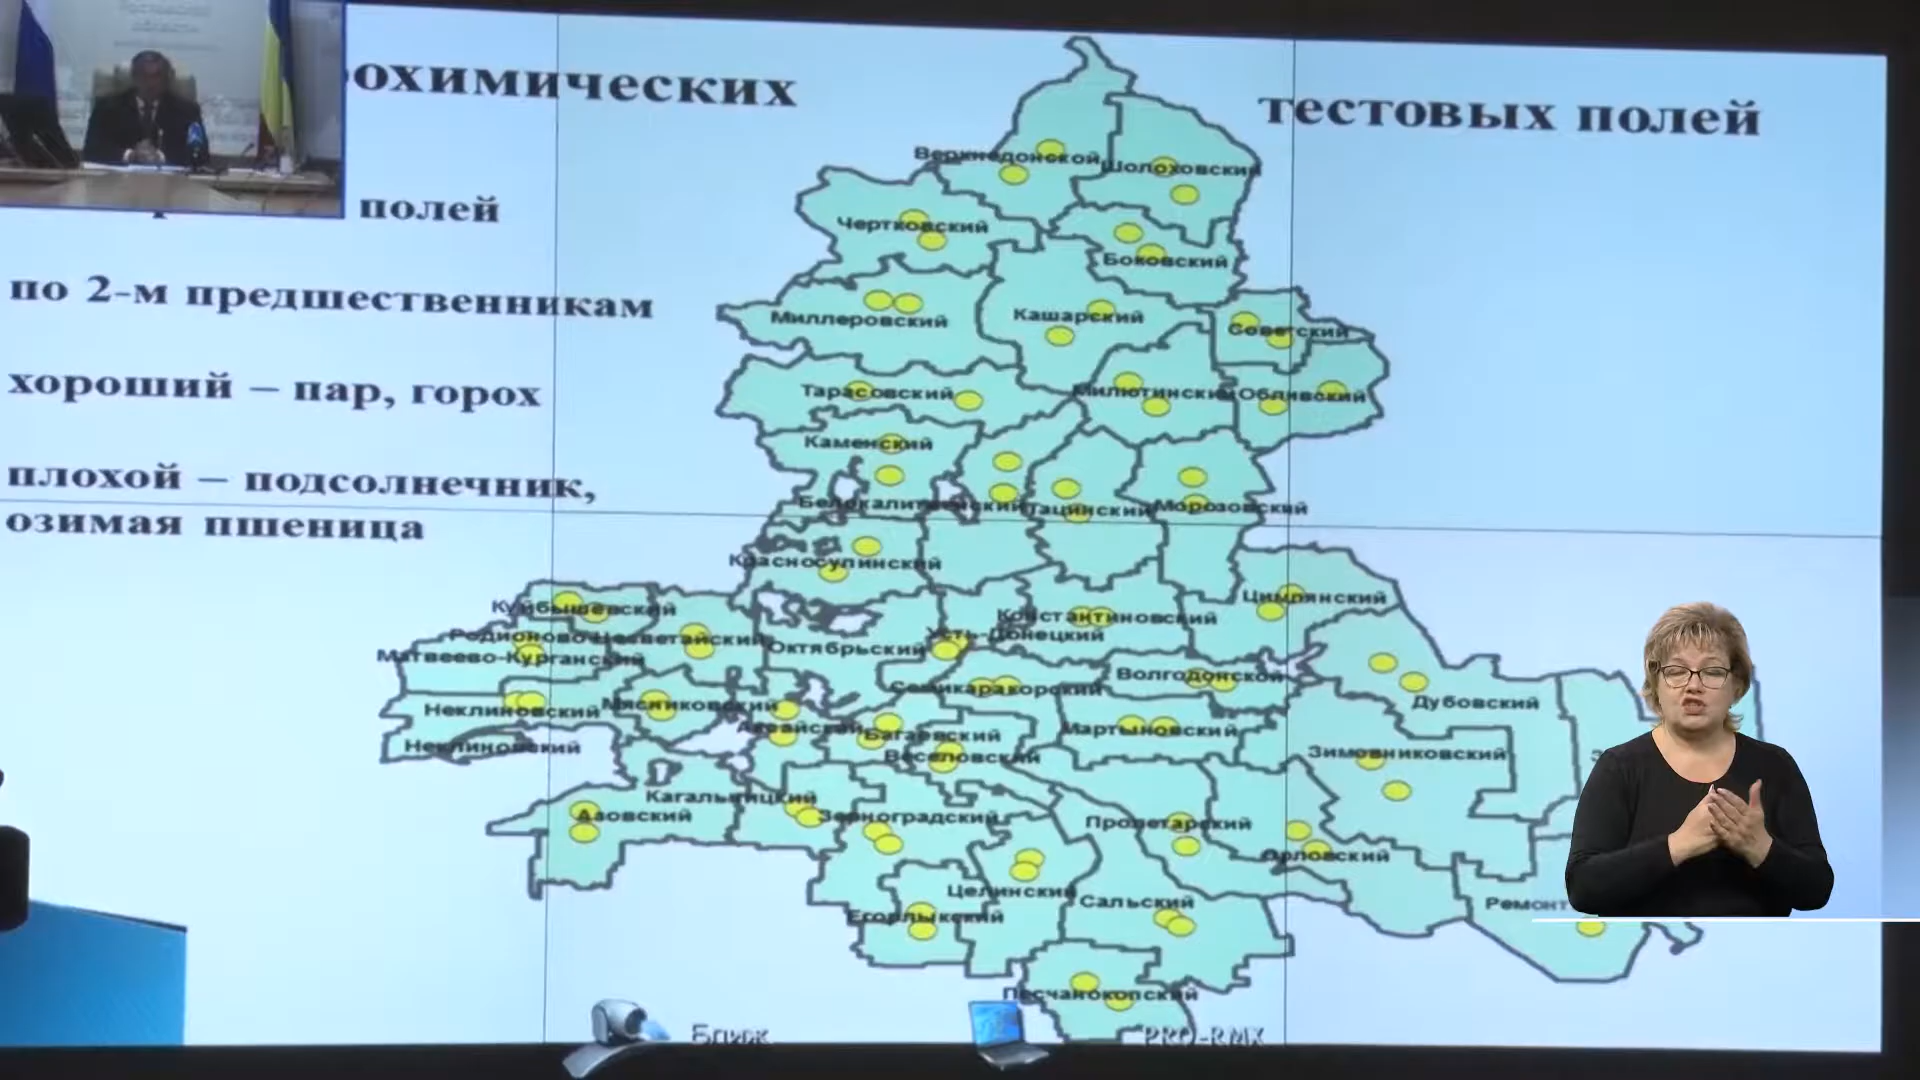 охимических тестовых полей
полей
по 2-м предшественникам
хороший – пар, горох
плохой – подсолнечник,
озимая пшеница
Верхнедонской
Шолоховский
Чертковский
Боковский
Миллеровский
Кашарский
Советский
Тарасовский
Милютинский
Обливский
Каменский
Белокалитвенский
Тацинский
Морозовский
Красносулинский
Куйбышевский
Константиновский
Цимлянский
Родионово-Несветайский
Усть-Донецкий
Октябрьский
Матвеево-Курганский
Волгодонской
Семикаракорский
Дубовский
Неклиновский
Мясниковский
Аксайский
Багаевский
Мартыновский
Неклиновский
Веселовский
Зимовниковский
З
Кагальницкий
Азовский
Зерноградский
Пролетарский
Орловский
Целинский
Сальский
Ремонт
Егорлыкский
Песчанокопский
PRO-RMX